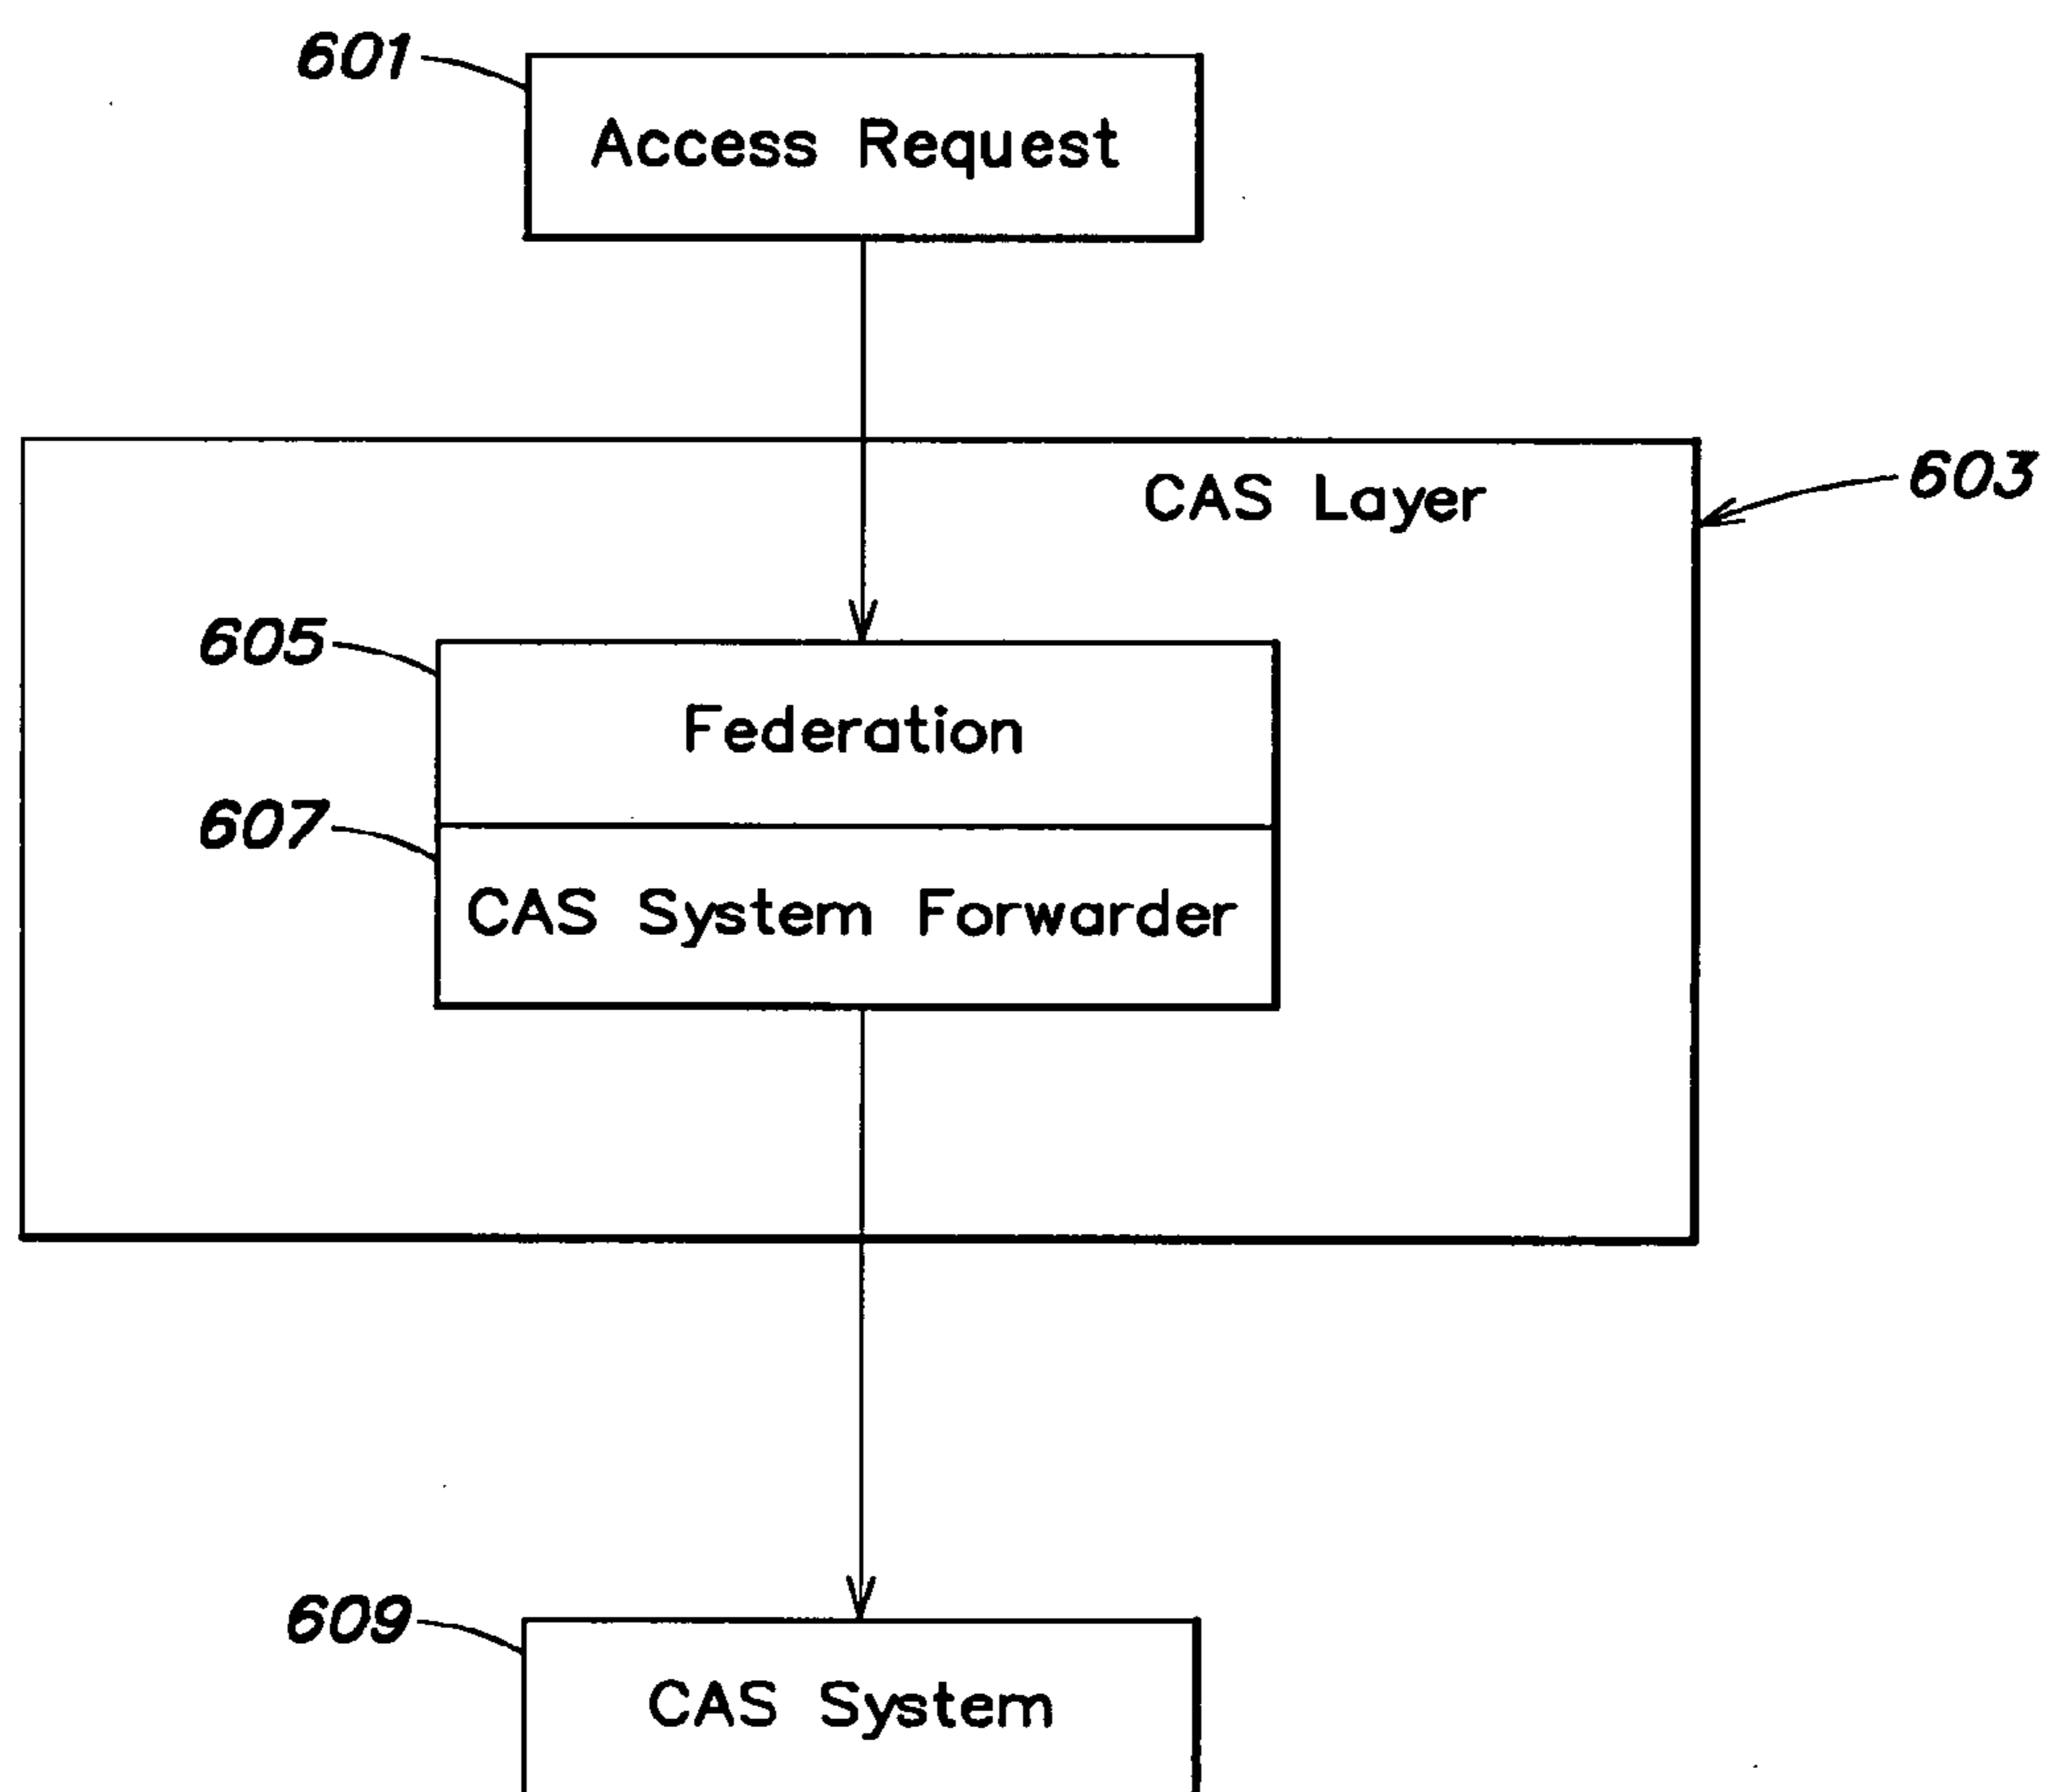 601
Access Request
CAS Layer
603
605
Federation
607
CAS System Forwarder
609
CAS System